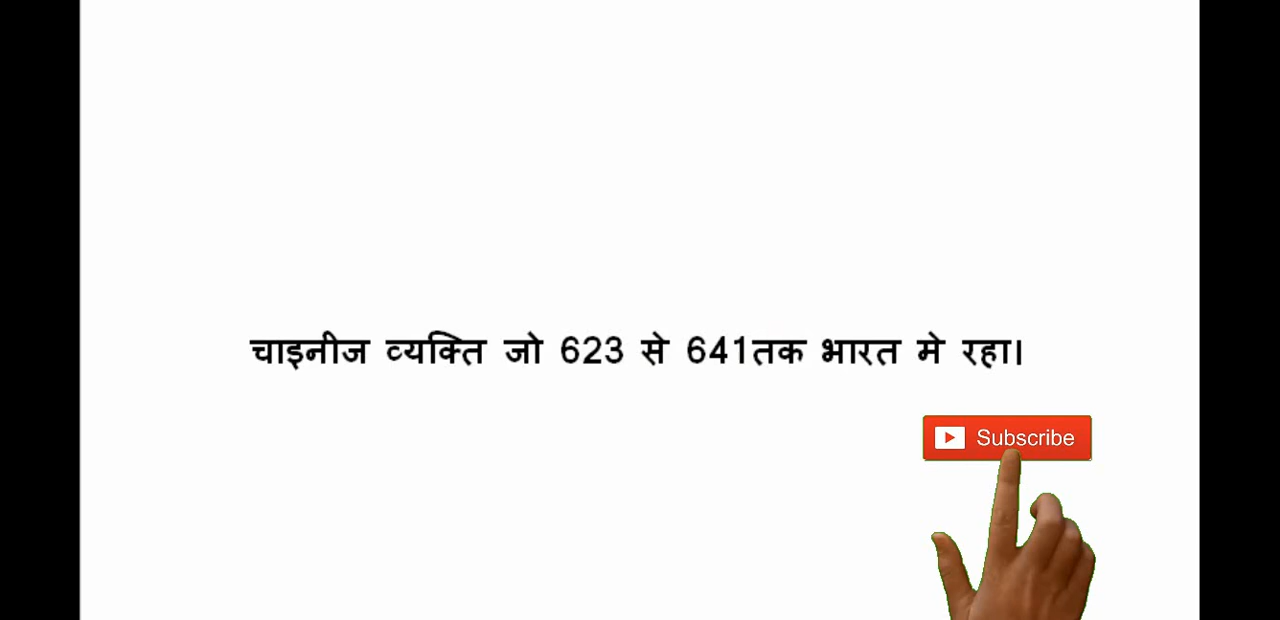 चाइनीज व्यक्ति जो 623 से 641तक भारत मे रहा।
Subscribe